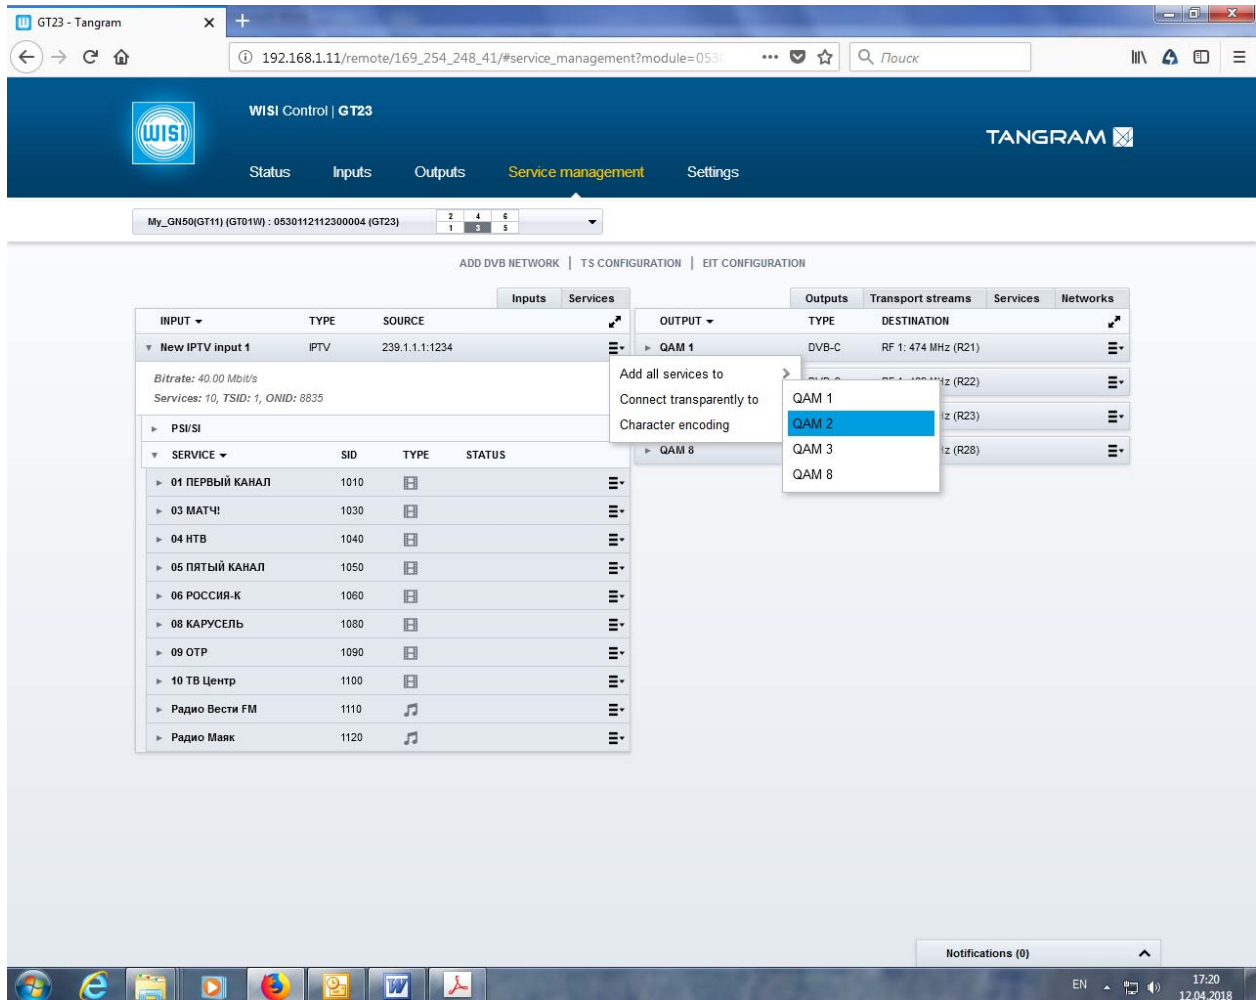 GT23 - Tangram
192.168.1.11/remote/169_254_248_41/#service_management?module=053
Поиск
WISI Control | GT23
WISI
TANGRAM
Status Inputs Outputs Service management Settings
My_GN50(GT11) (GT01W) : 0530112112300004 (GT23)
2 4 6
1 3 5
ADD DVB NETWORK | TS CONFIGURATION | EIT CONFIGURATION
Inputs Services
Outputs Transport streams Services Networks
INPUT TYPE SOURCE
OUTPUT TYPE DESTINATION
New IPTV input 1 IPTV 239.1.1.1:1234
QAM 1 DVB-C RF 1: 474 MHz (R21)
Bitrate: 40.00 Mbit/s
Services: 10, TSID: 1, ONID: 8835
Add all services to
Connect transparently to
Character encoding
QAM 1
QAM 2
QAM 3
QAM 8
Hz (R22)
Hz (R23)
QAM 8
Hz (R28)
PSI/SI
SERVICE SID TYPE STATUS
01 ПЕРВЫЙ КАНАЛ 1010
03 МАТЧ! 1030
04 НТВ 1040
05 ПЯТЫЙ КАНАЛ 1050
06 РОССИЯ-К 1060
08 КАРУСЕЛЬ 1080
09 ОТР 1090
10 ТВ Центр 1100
Радио Вести FM 1110
Радио Маяк 1120
Notifications (0)
EN
17:20
12.04.2018